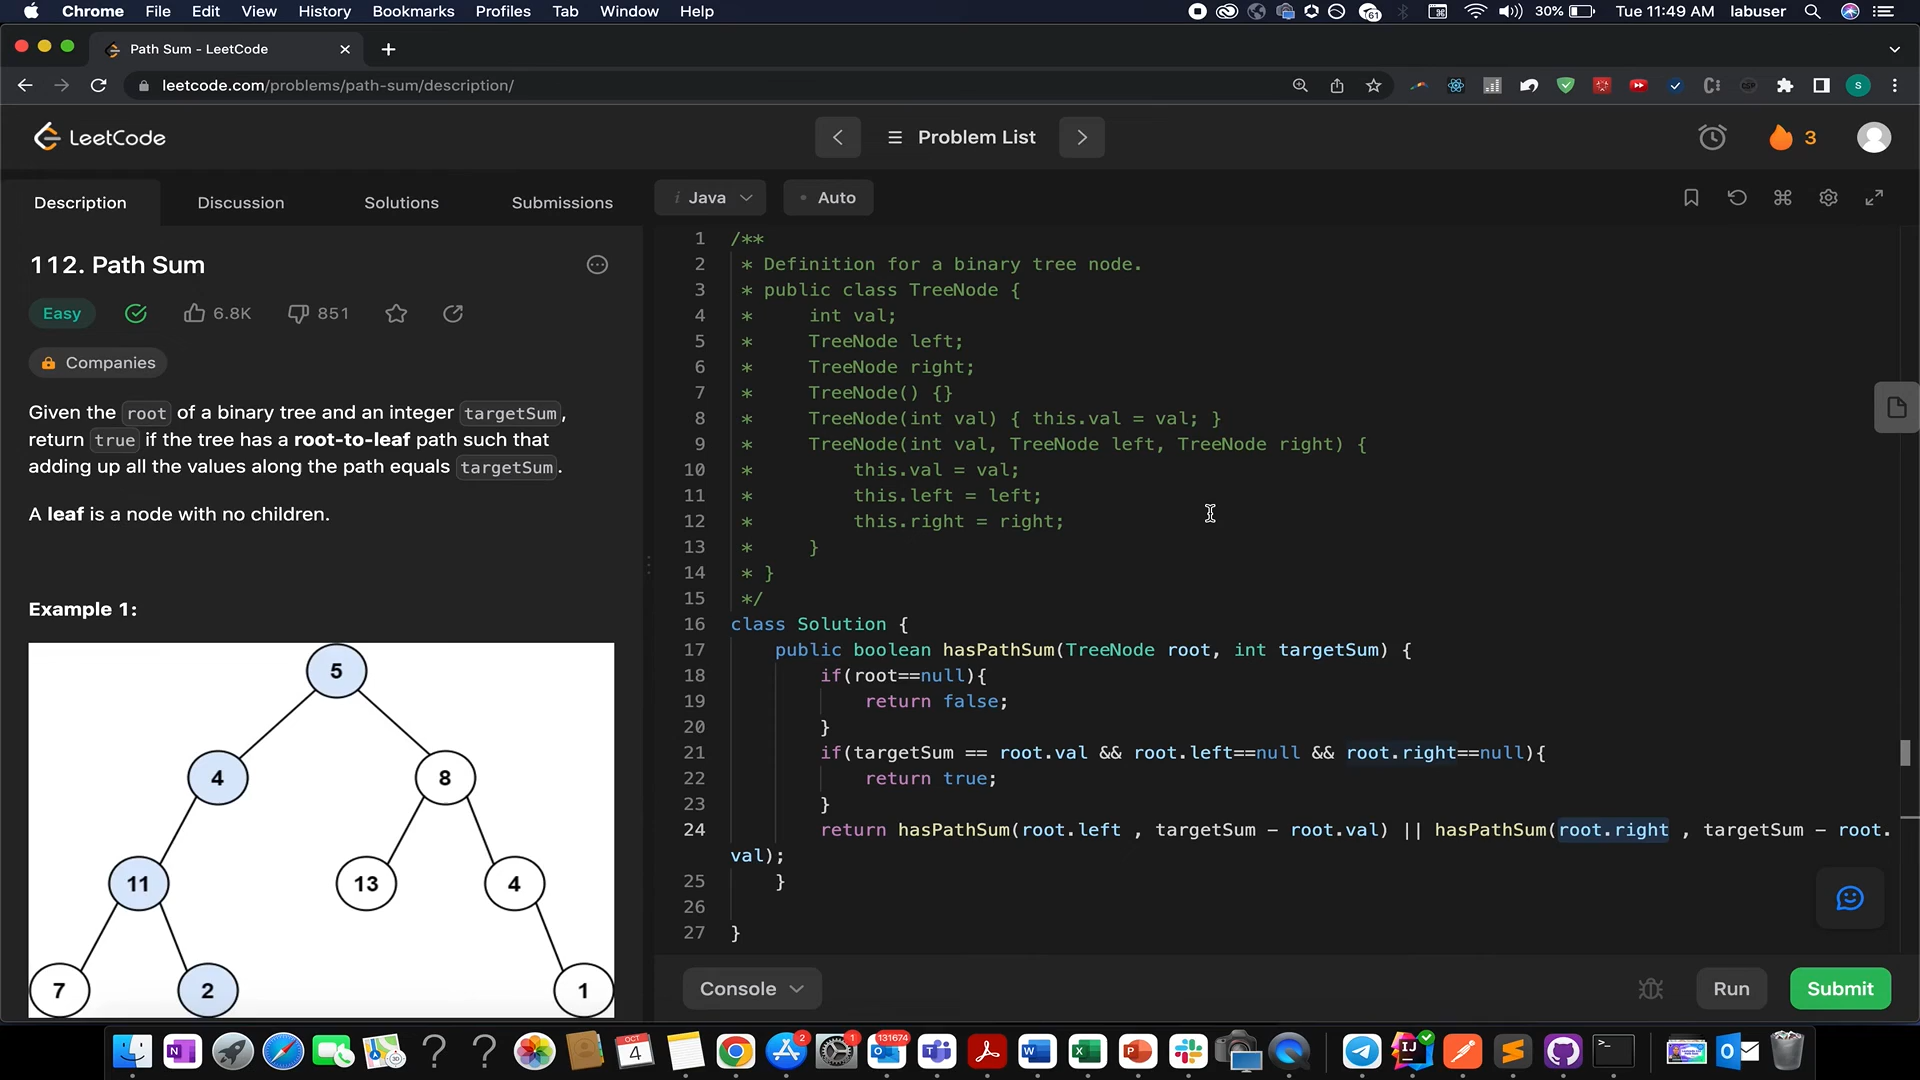 Chrome File Edit View History Bookmarks Profiles Tab Window Help 61 30% Tue 11:49 AM labuser
Path Sum - LeetCode
leetcode.com/problems/path-sum/description/ S
LeetCode Problem List 3
Description Discussion Solutions Submissions
i Java Auto
112. Path Sum
Easy 6.8K 851
Companies
Given the root of a binary tree and an integer targetSum,
return true if the tree has a root-to-leaf path such that
adding up all the values along the path equals targetSum.
A leaf is a node with no children.
Example 1:
5
4 8
11 13 4
7 2 1
1 /**
2 * Definition for a binary tree node.
3 * public class TreeNode {
4 * int val;
5 * TreeNode left;
6 * TreeNode right;
7 * TreeNode() {}
8 * TreeNode(int val) { this.val = val; }
9 * TreeNode(int val, TreeNode left, TreeNode right) {
10 * this.val = val;
11 * this.left = left;
12 * this.right = right;
13 * }
14 * }
15 */
16 class Solution {
17 public boolean hasPathSum(TreeNode root, int targetSum) {
18 if(root==null){
19 return false;
20 }
21 if(targetSum == root.val && root.left==null && root.right==null){
22 return true;
23 }
24 return hasPathSum(root.left , targetSum - root.val) || hasPathSum(root.right , targetSum - root.
val);
25 }
26
27 }
Console Run Submit
N ? ? OCT 4 2 1 131674 O T W X P IJ >_ O